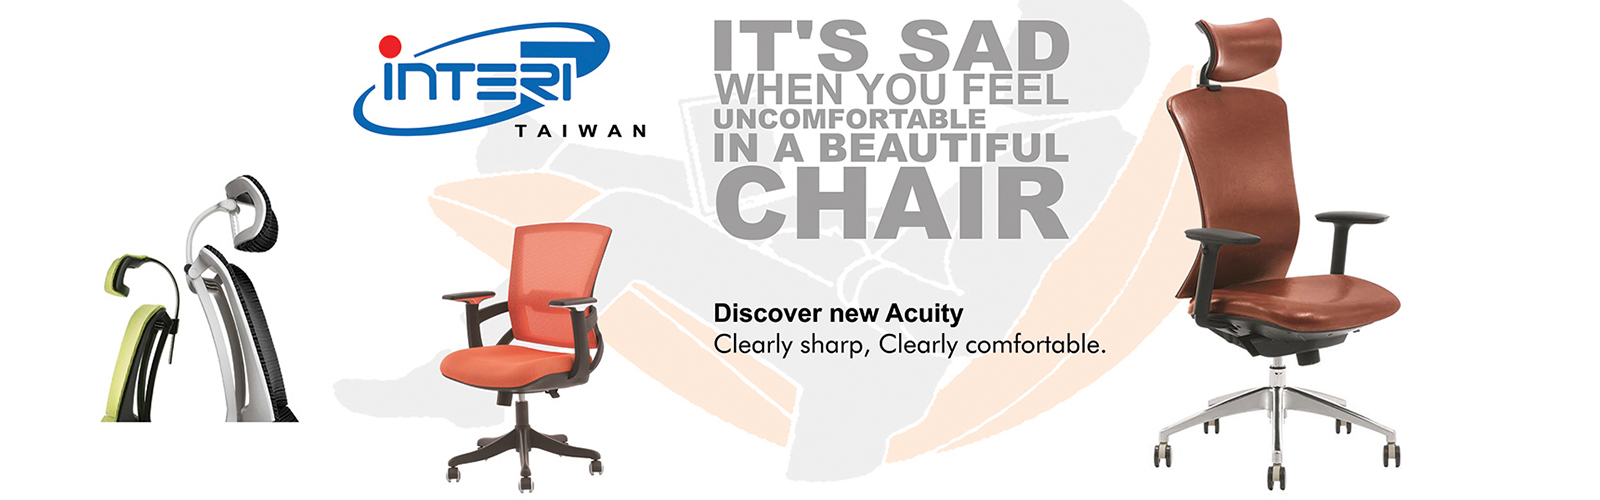 INTERI
TAIWAN
IT'S SAD
WHEN YOU FEEL
UNCOMFORTABLE
IN A BEAUTIFUL
CHAIR
Discover new Acuity
Clearly sharp, Clearly comfortable.